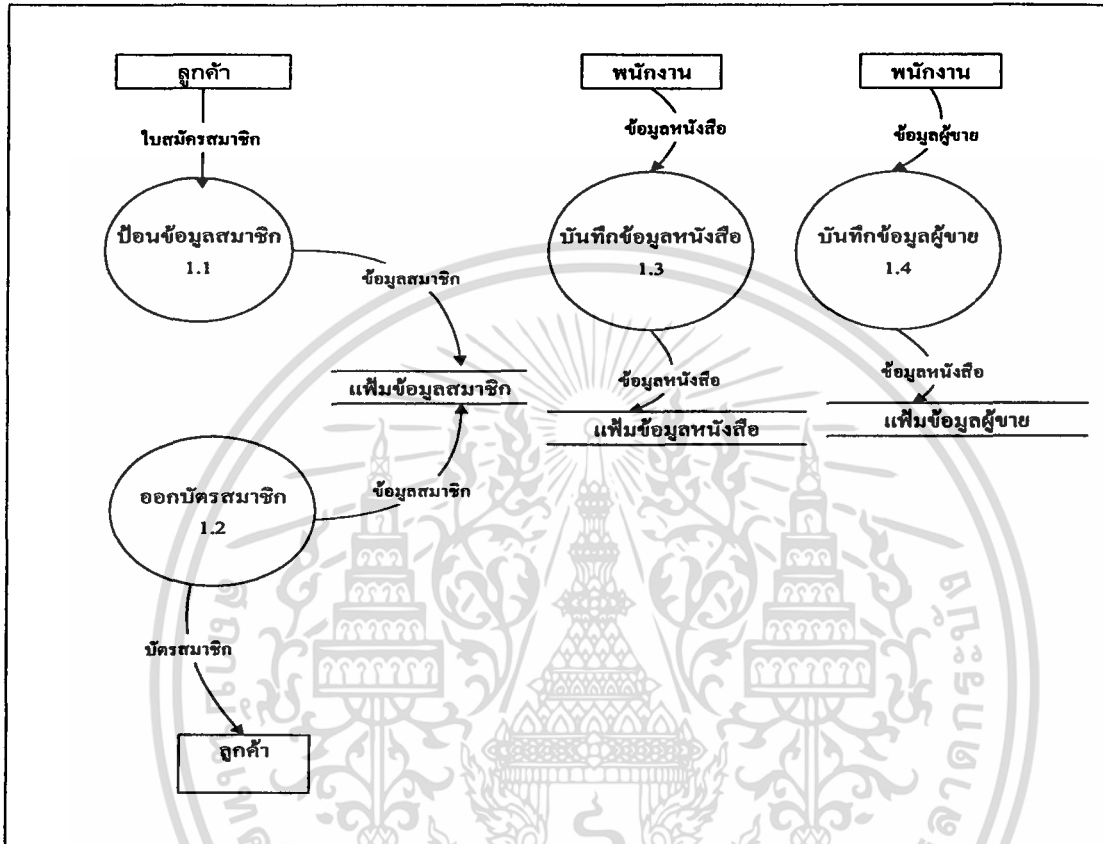 ลูกค้า
พนักงาน
พนักงาน
ใบสมัครสมาชิก
ข้อมูลหนังสือ
ข้อมูลผู้ขาย
ป้อนข้อมูลสมาชิก
1.1
บันทึกข้อมูลหนังสือ
1.3
บันทึกข้อมูลผู้ขาย
1.4
ข้อมูลสมาชิก
ข้อมูลหนังสือ
ข้อมูลหนังสือ
แฟ้มข้อมูลสมาชิก
แฟ้มข้อมูลหนังสือ
แฟ้มข้อมูลผู้ขาย
ออกบัตรสมาชิก
1.2
ข้อมูลสมาชิก
บัตรสมาชิก
ลูกค้า